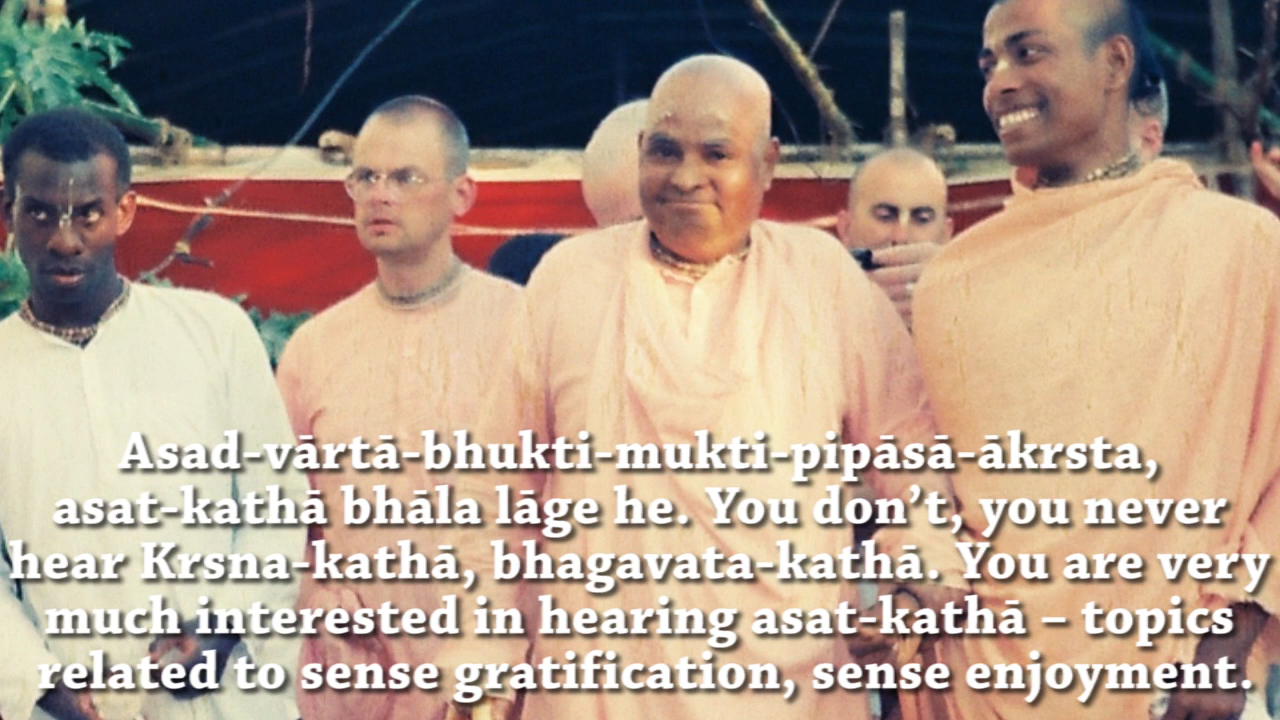 Asad-vārtā-bhukti-mukti-pipāsā-ākrsta,
asat-kathā bhāla lāge he. You don’t, you never
hear Krsna-kathā, bhagavata-kathā. You are very
much interested in hearing asat-kathā – topics
related to sense gratification, sense enjoyment.